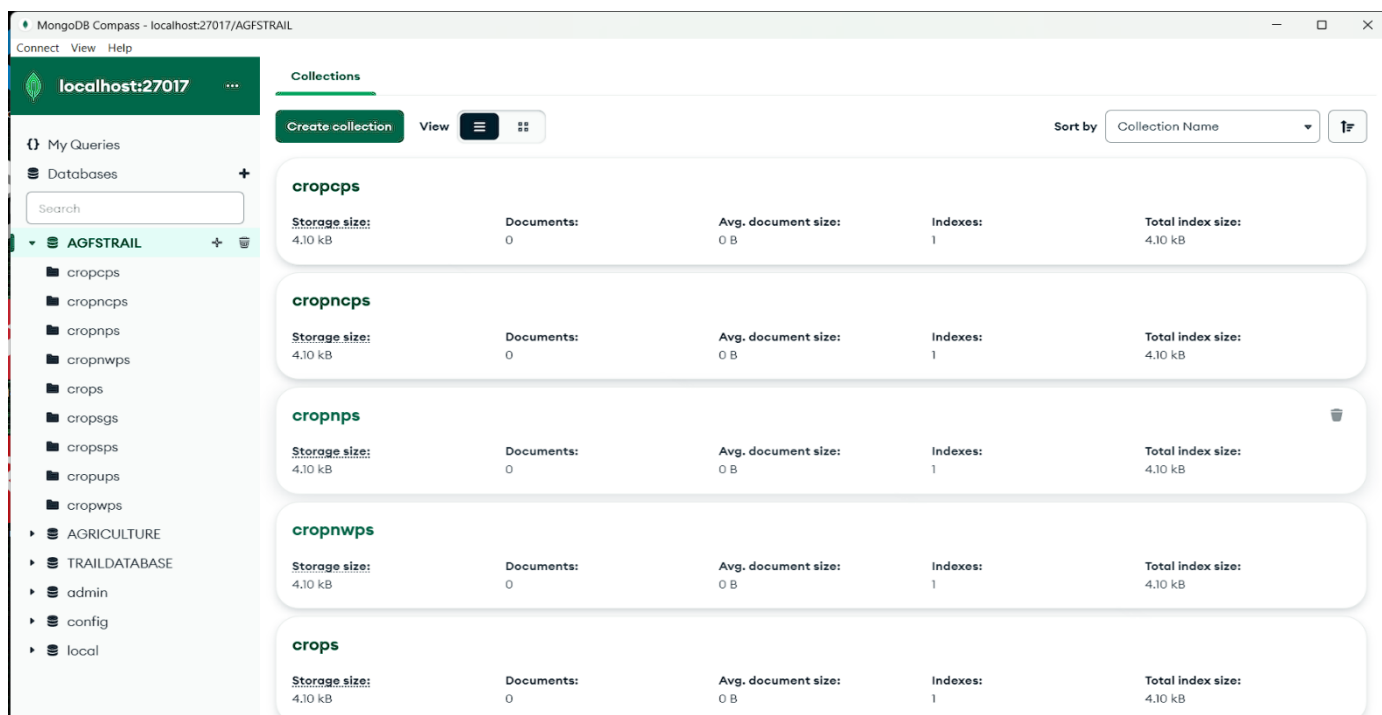 MongoDB Compass - localhost:27017/AGFSTRAIL
Connect View Help
localhost:27017 ...
{} My Queries
Databases +
Search
AGFSTRAIL
cropcps
cropncps
cropnps
cropnwps
crops
cropsgs
cropsps
cropups
cropwps
AGRICULTURE
TRAILDATABASE
admin
config
local
Collections
Create collection View Sort by Collection Name
cropcps
Storage size: Documents: Avg. document size: Indexes: Total index size:
4.10 kB 0 0 B 1 4.10 kB
cropncps
Storage size: Documents: Avg. document size: Indexes: Total index size:
4.10 kB 0 0 B 1 4.10 kB
cropnps
Storage size: Documents: Avg. document size: Indexes: Total index size:
4.10 kB 0 0 B 1 4.10 kB
cropnwps
Storage size: Documents: Avg. document size: Indexes: Total index size:
4.10 kB 0 0 B 1 4.10 kB
crops
Storage size: Documents: Avg. document size: Indexes: Total index size:
4.10 kB 0 0 B 1 4.10 kB